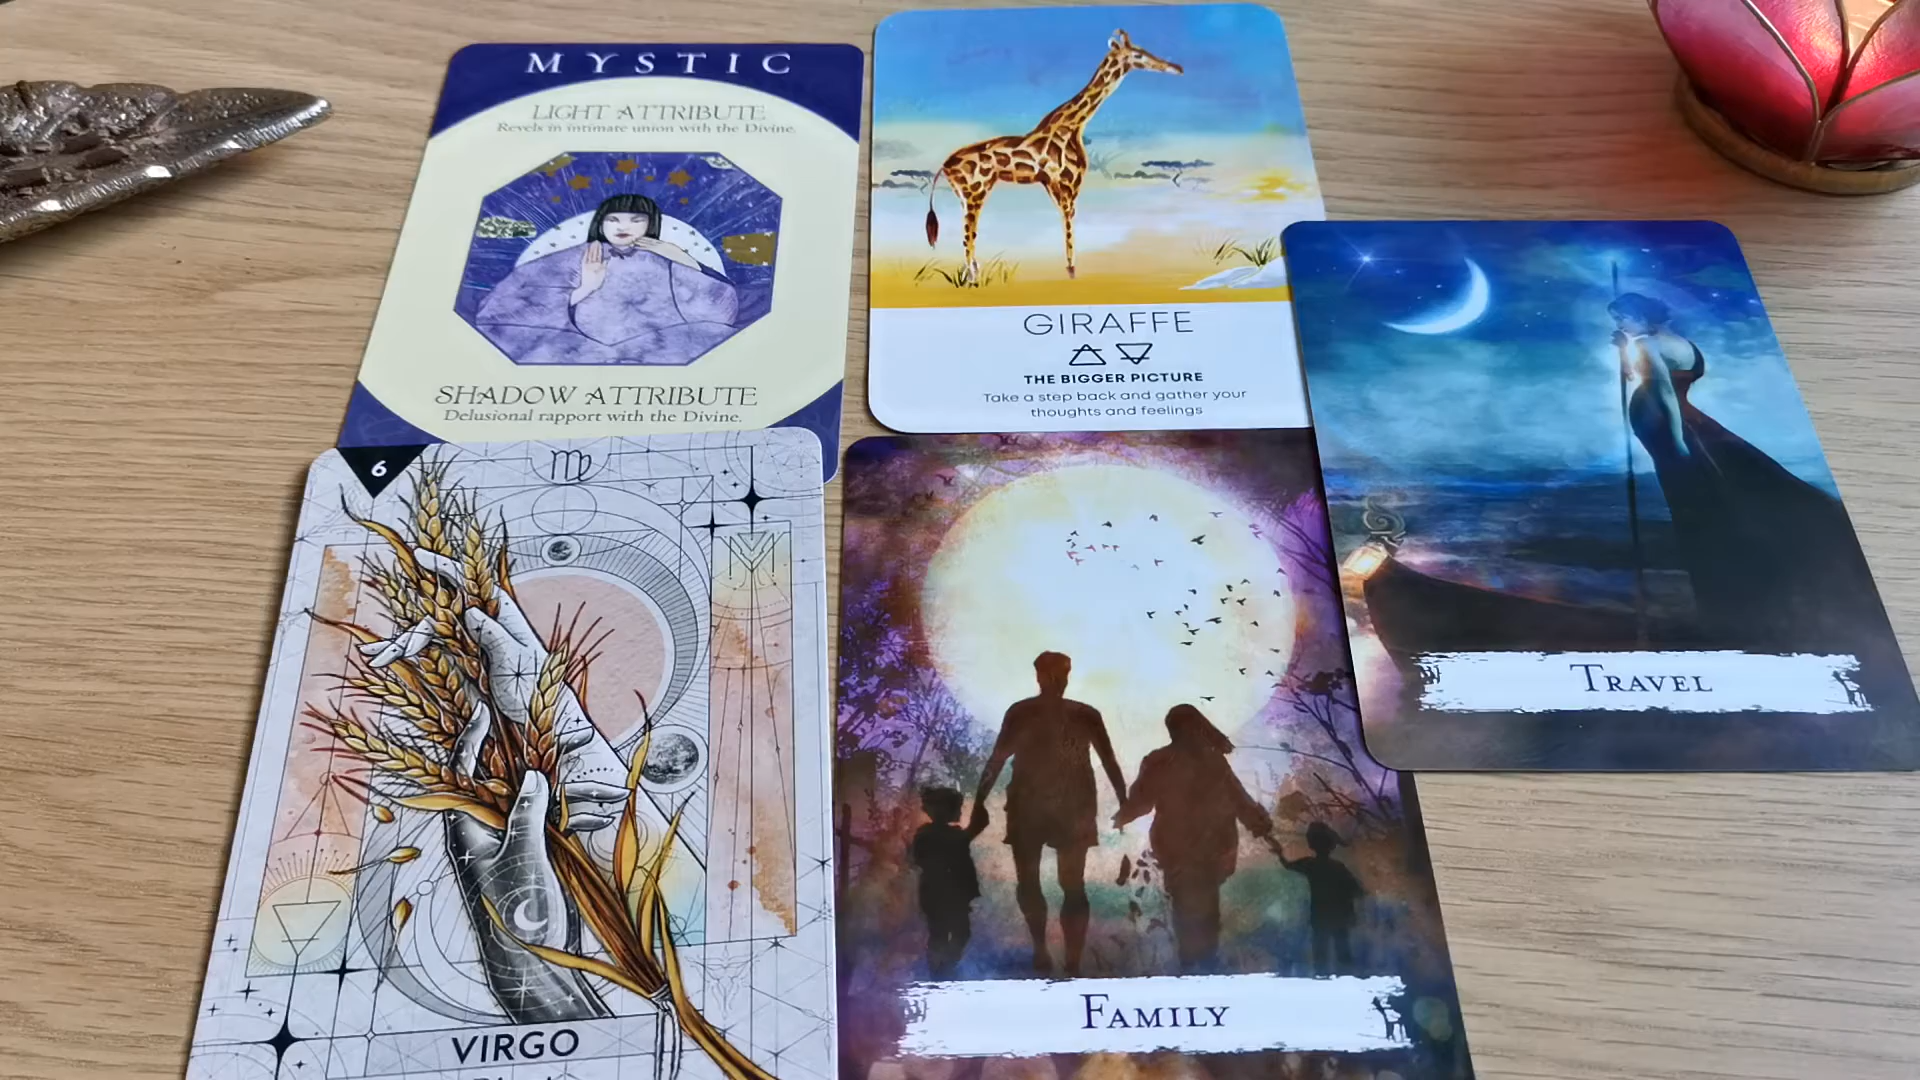 MYSTIC
LIGHT ATTRIBUTE
Revels in intimate union with the Divine.
SHADOW ATTRIBUTE
Delusional rapport with the Divine.
GIRAFFE
THE BIGGER PICTURE
Take a step back and gather your
thoughts and feelings
TRAVEL
6
VIRGO
FAMILY